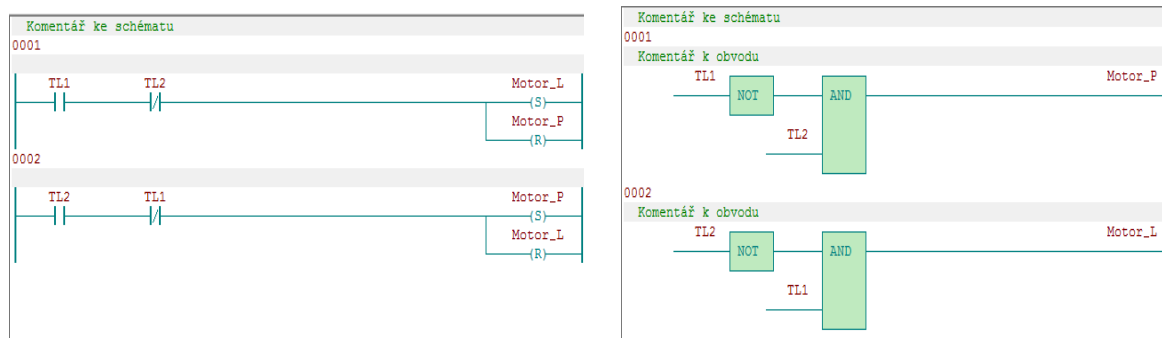 Komentář ke schématu
0001
TL1 TL2 Motor_L
(S)
Motor_P
(R)
0002
TL2 TL1 Motor_P
(S)
Motor_L
(R)
Komentář ke schématu
0001
Komentář k obvodu
TL1 Motor_P
NOT AND
TL2
0002
Komentář k obvodu
TL2 Motor_L
NOT AND
TL1